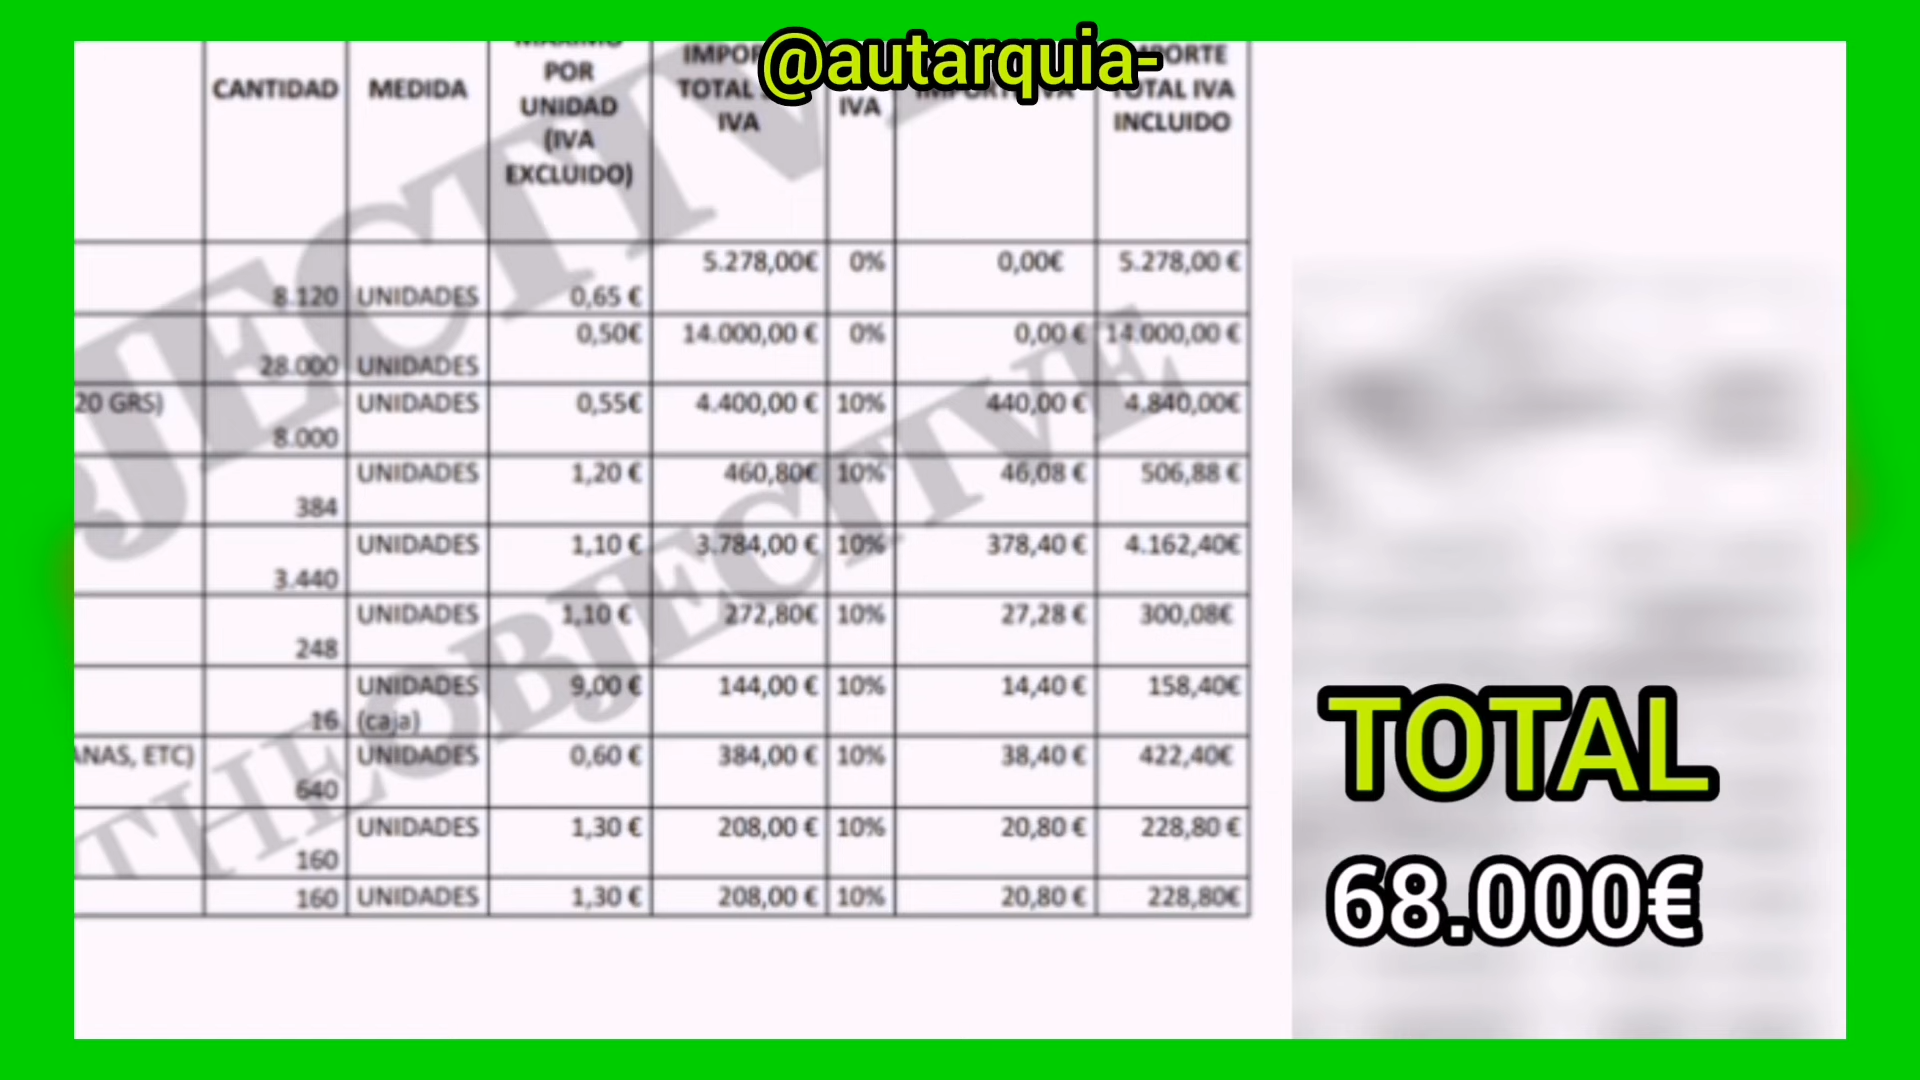 @autarquia-
CANTIDAD
MEDIDA
MÁXIMO
POR
UNIDAD
(IVA
EXCLUIDO)
TOTAL
IVA
IVA
TOTAL IVA
INCLUIDO
8.120 UNIDADES 0,65 € 5.278,00€ 0% 0,00€ 5.278,00 €
28.000 UNIDADES 0,50€ 14.000,00 € 0% 0,00 € 14.000,00 €
20 GRS) 8.000 UNIDADES 0,55€ 4.400,00 € 10% 440,00 € 4.840,00€
384 UNIDADES 1,20 € 460,80€ 10% 46,08 € 506,88 €
3.440 UNIDADES 1,10 € 3.784,00 € 10% 378,40 € 4.162,40€
248 UNIDADES 1,10 € 272,80€ 10% 27,28 € 300,08€
16 UNIDADES (caja) 9,00 € 144,00 € 10% 14,40 € 158,40€
ANAS, ETC) 640 UNIDADES 0,60 € 384,00 € 10% 38,40 € 422,40€
160 UNIDADES 1,30 € 208,00 € 10% 20,80 € 228,80 €
160 UNIDADES 1,30 € 208,00 € 10% 20,80 € 228,80€
BJECTIVE
THEOBJECTIVE
TOTAL
68.000€